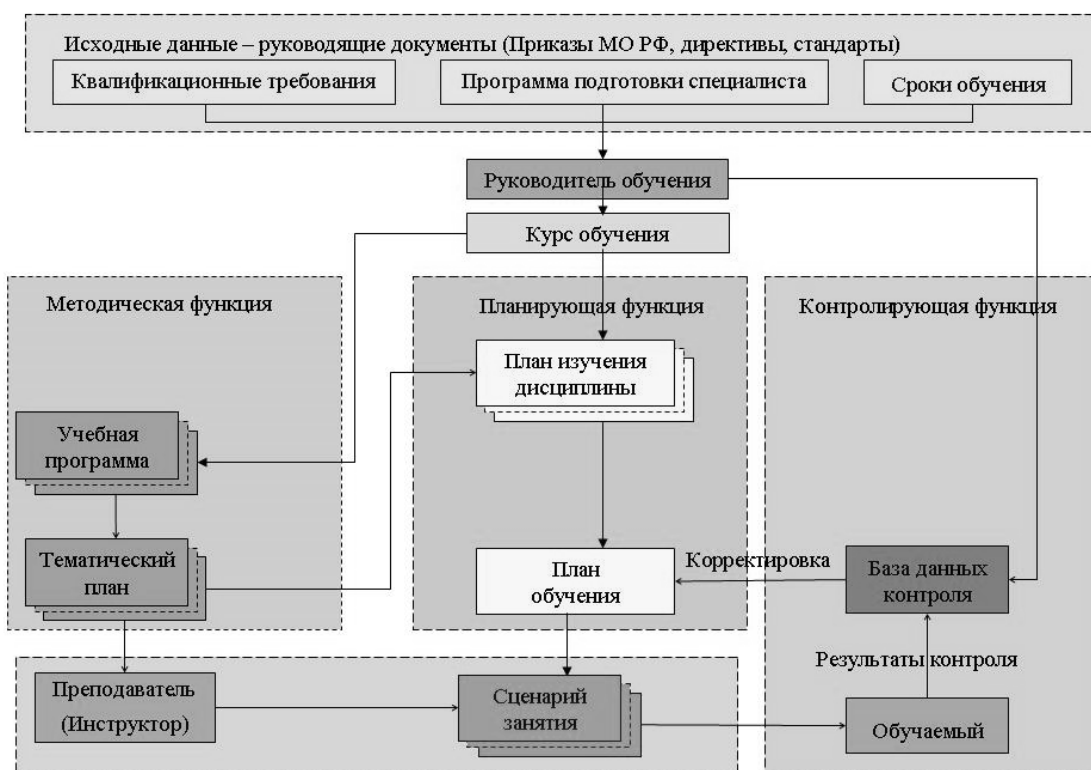 Исходные данные – руководящие документы (Приказы МО РФ, директивы, стандарты)
Квалификационные требования
Программа подготовки специалиста
Сроки обучения
Руководитель обучения
Курс обучения
Методическая функция
Планирующая функция
Контролирующая функция
План изучения
дисциплины
Учебная
программа
Тематический
план
План
обучения
Корректировка
База данных
контроля
Результаты контроля
Преподаватель
(Инструктор)
Сценарий
занятия
Обучаемый